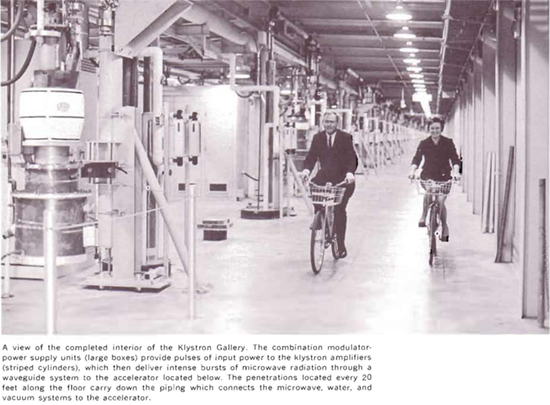 A view of the completed interior of the Klystron Gallery. The combination modulator-
power supply units (large boxes) provide pulses of input power to the klystron amplifiers
(striped cylinders), which then deliver intense bursts of microwave radiation through a
waveguide system to the accelerator located below. The penetrations located every 20
feet along the floor carry down the piping which connects the microwave, water, and
vacuum systems to the accelerator.